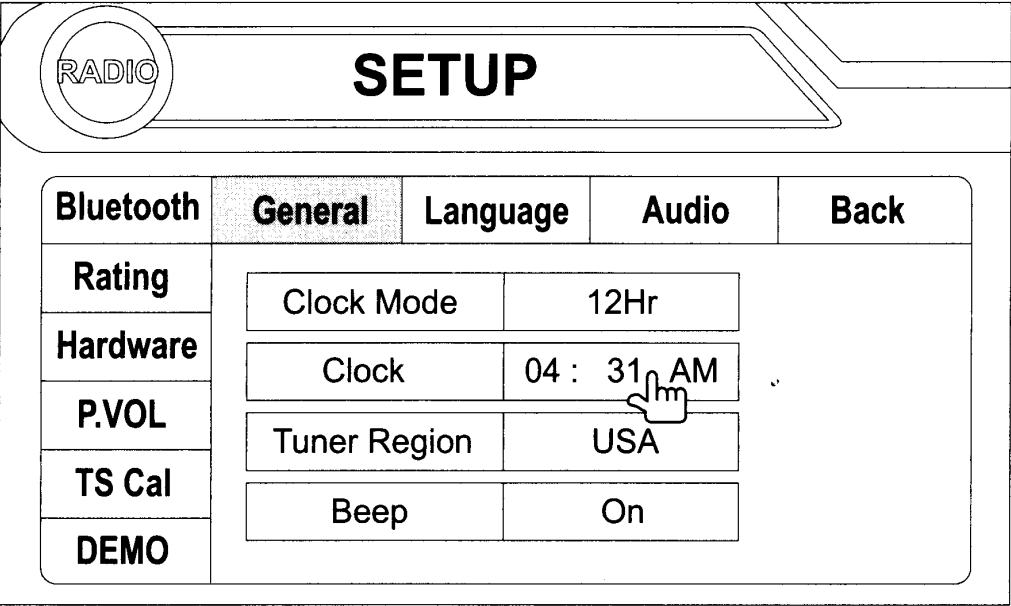 RADIO
SETUP
Bluetooth General Language Audio Back
Rating
Clock Mode 12Hr
Hardware
Clock 04 : 31 AM
P.VOL
Tuner Region USA
TS Cal
Beep On
DEMO